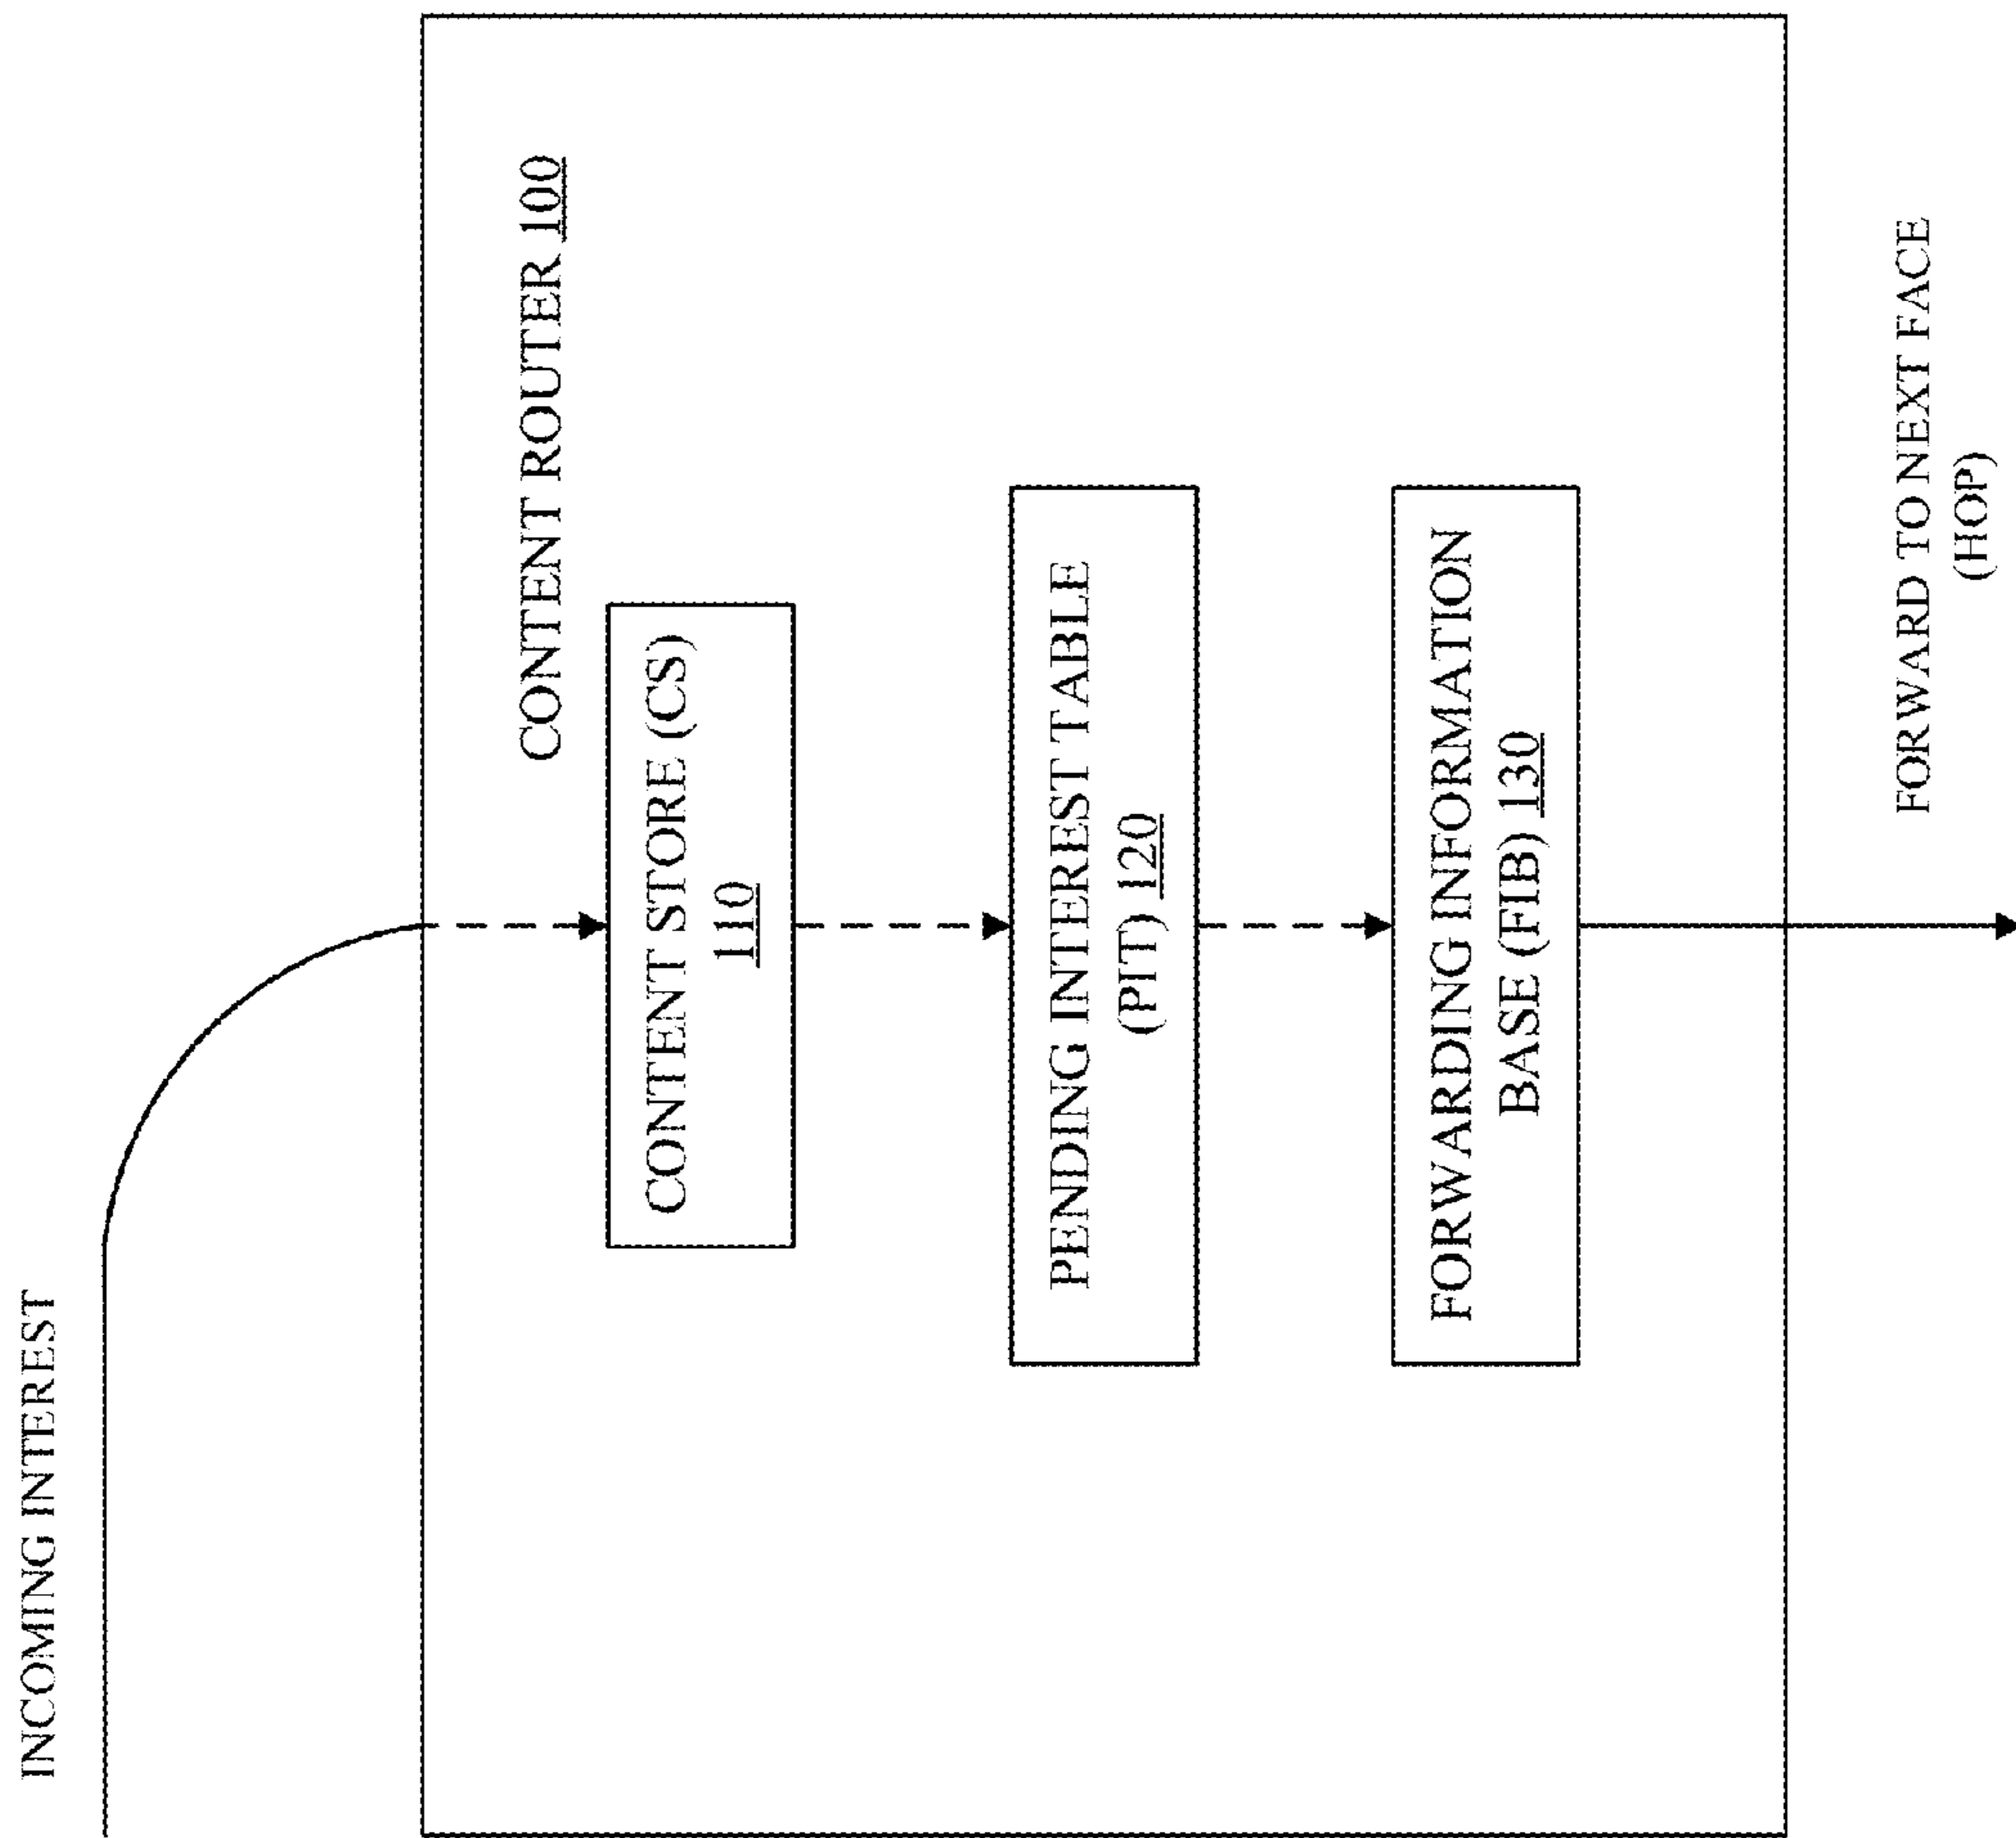 INCOMING INTEREST
CONTENT ROUTER 100
CONTENT STORE (CS)
110
PENDING INTEREST TABLE
(PIT) 120
FORWARDING INFORMATION
BASE (FIB) 130
FORWARD TO NEXT FACE
(HOP)